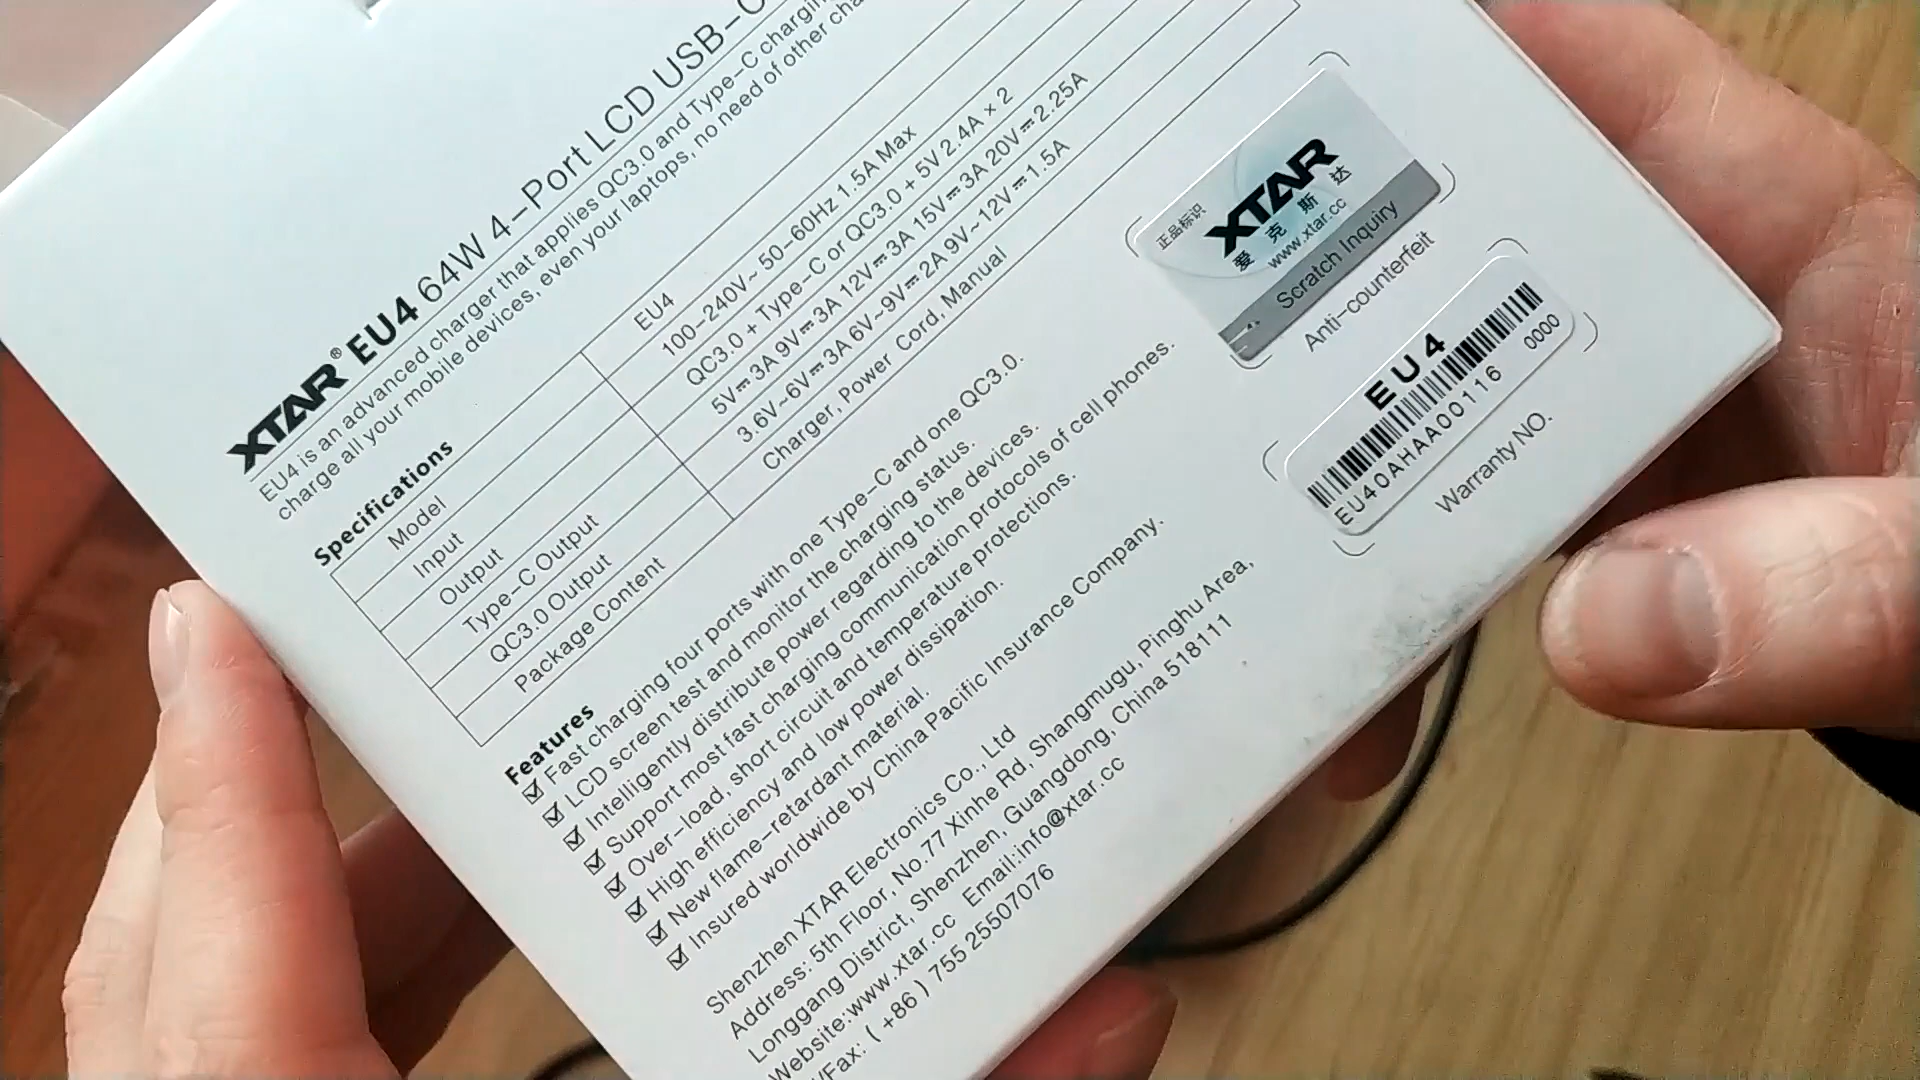 XTAR® EU4 64W 4-Port LCD USB-C
EU4 is an advanced charger that applies QC3.0 and Type-C charging
charge all your mobile devices, even your laptops, no need of other
Specifications
Model EU4
Input 100-240V~ 50-60Hz 1.5A Max
Output QC3.0 + Type-C or QC3.0 + 5V 2.4A × 2
Type-C Output 5V⎓3A 9V⎓3A 12V⎓3A 15V⎓3A 20V⎓2.25A
QC3.0 Output 3.6V~6V⎓3A 6V~9V⎓2A 9V~12V⎓1.5A
Package Content Charger, Power Cord, Manual
Features
☑ Fast charging four ports with one Type-C and one QC3.0.
☑ LCD screen test and monitor the charging status.
☑ Intelligently distribute power regarding to the devices.
☑ Support most fast charging communication protocols of cell phones.
☑ Over-load, short circuit and temperature protections.
☑ High efficiency and low power dissipation.
☑ New flame-retardant material.
☑ Insured worldwide by China Pacific Insurance Company.
Shenzhen XTAR Electronics Co., Ltd
Address: 5th Floor, No.77 Xinhe Rd, Shangmugu, Pinghu Area,
Longgang District, Shenzhen, Guangdong, China 518111
Website:www.xtar.cc Email:info@xtar.cc
/Fax: ( +86 ) 755 25507076
正品标识
XTAR
爱克斯达
www.xtar.cc
Scratch Inquiry
Anti-counterfeit
EU4
EU40AHAA00116 0000
Warranty NO.